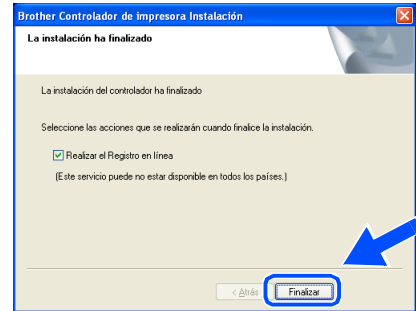 Brother Controlador de impresora Instalación
La instalación ha finalizado
La instalación del controlador ha finalizado
Seleccione las acciones que se realizarán cuando finalice la instalación.
Realizar el Registro en línea
(Este servicio puede no estar disponible en todos los países.)
< Atrás
Finalizar